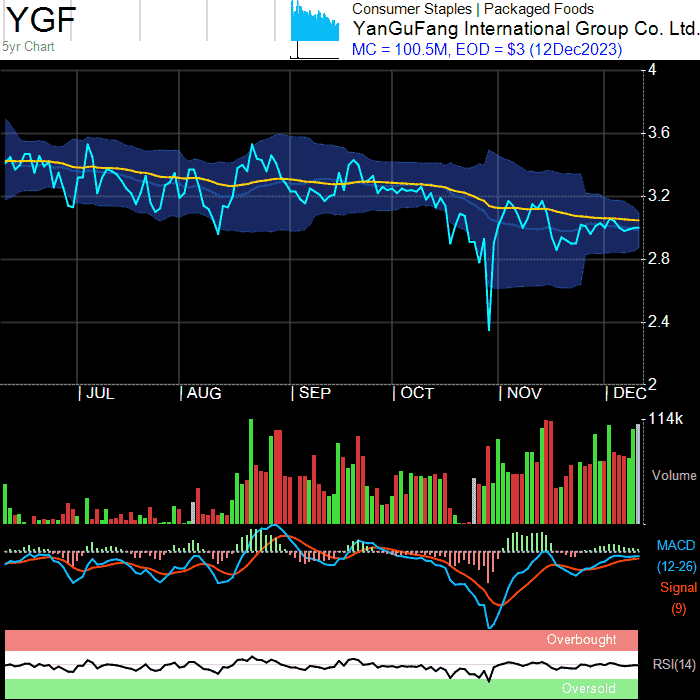 YGF
5yr Chart
Consumer Staples | Packaged Foods
YanGuFang International Group Co. Ltd.
MC = 100.5M, EOD = $3 (12Dec2023)
4
3.6
3.2
2.8
2.4
2
| JUL | AUG | SEP | OCT | NOV | DEC
114k
Volume
MACD
(12-26)
Signal
(9)
Overbought
RSI(14)
Oversold